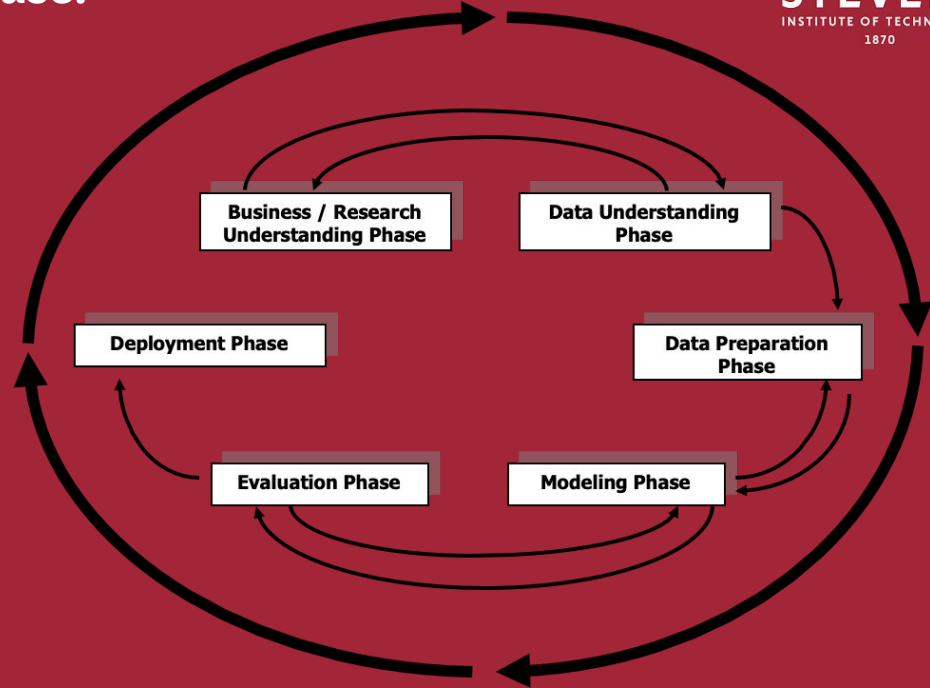 INSTITUTE OF TECHN
1870
Business / Research
Understanding Phase
Data Understanding
Phase
Deployment Phase
Data Preparation
Phase
Evaluation Phase
Modeling Phase